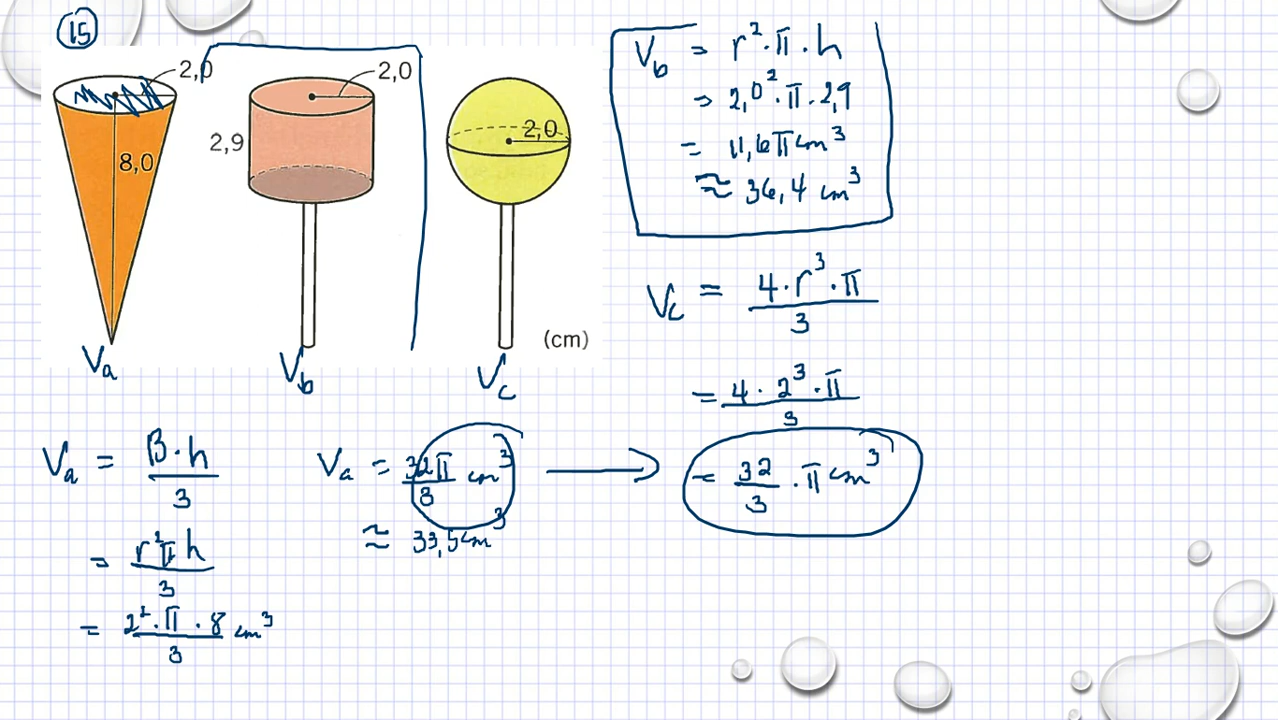 15
2,0
8,0
2,9
2,0
2,0
(cm)
Va
Vb
Vc
Vb = r²·π·h
= 2,0²·π·2,9
= 11,6π cm³
≈ 36,4 cm³
Vc = 4·r³·π / 3
= 4·2³·π / 3
= 32/3 · π cm³
Va = B·h / 3
= r²πh / 3
= 2²·π·8 / 3 cm³
Va = 32π / 8 cm³ →
≈ 33,5 cm³